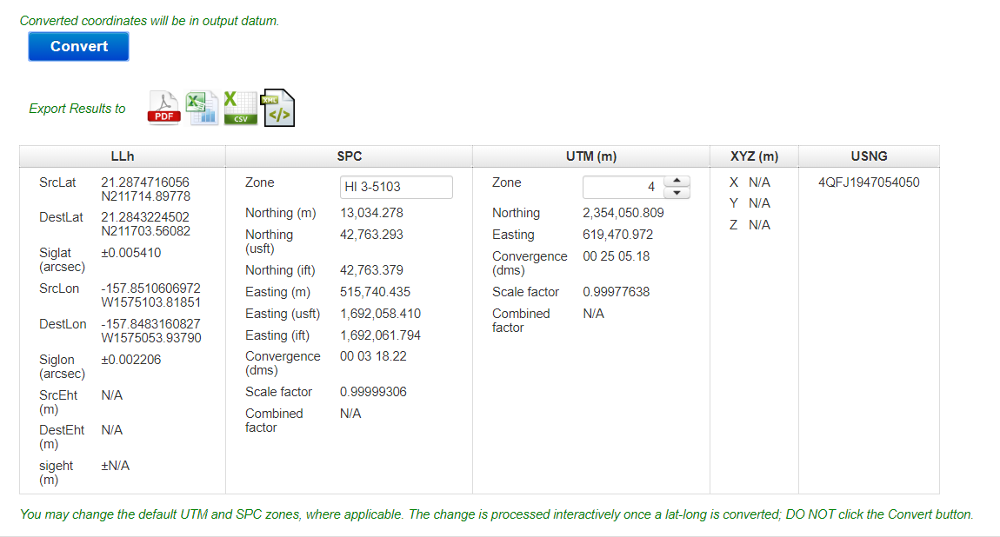 Converted coordinates will be in output datum.
Convert
Export Results to
PDF
X
X
CSV
XML
</>
LLh SPC UTM (m) XYZ (m) USNG
SrcLat 21.2874716056
N211714.89778
DestLat 21.2843224502
N211703.56082
Siglat ±0.005410
(arcsec)
SrcLon -157.8510606972
W1575103.81851
DestLon -157.8483160827
W1575053.93790
Siglon ±0.002206
(arcsec)
SrcEht N/A
(m)
DestEht N/A
(m)
sigeht ±N/A
(m)
Zone HI 3-5103
Northing (m) 13,034.278
Northing 42,763.293
(usft)
Northing (ift) 42,763.379
Easting (m) 515,740.435
Easting (usft) 1,692,058.410
Easting (ift) 1,692,061.794
Convergence 00 03 18.22
(dms)
Scale factor 0.99999306
Combined N/A
factor
Zone 4
Northing 2,354,050.809
Easting 619,470.972
Convergence 00 25 05.18
(dms)
Scale factor 0.99977638
Combined N/A
factor
X N/A
Y N/A
Z N/A
4QFJ1947054050
You may change the default UTM and SPC zones, where applicable. The change is processed interactively once a lat-long is converted; DO NOT click the Convert button.